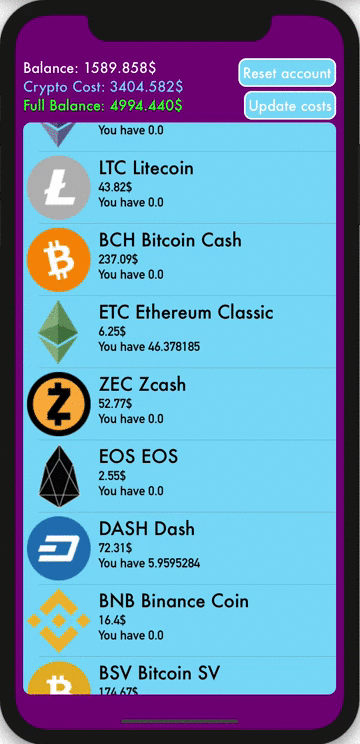 Balance: 1589.858$
Crypto Cost: 3404.582$
Full Balance: 4994.440$
Reset account
Update costs
You have 0.0
LTC Litecoin
43.82$
You have 0.0
BCH Bitcoin Cash
237.09$
You have 0.0
ETC Ethereum Classic
6.25$
You have 46.378185
ZEC Zcash
52.77$
You have 0.0
EOS EOS
2.55$
You have 0.0
DASH Dash
72.31$
You have 5.9595284
BNB Binance Coin
16.4$
You have 0.0
BSV Bitcoin SV
174.67$